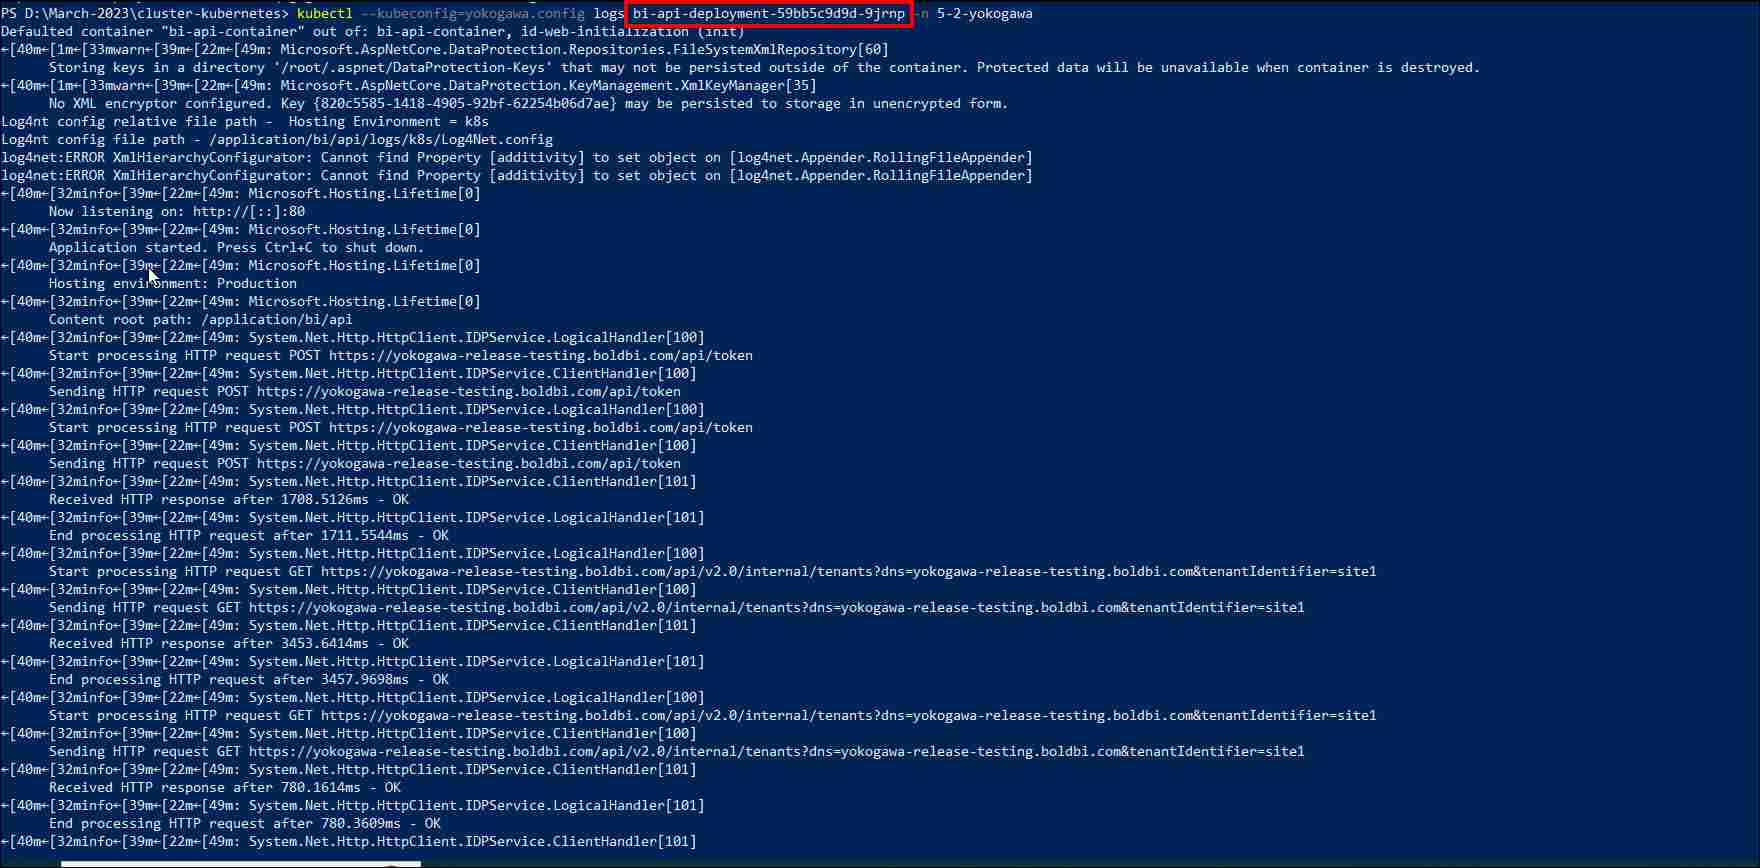 PS D:\March-2023\cluster-kubernetes> kubectl --kubeconfig=yokogawa.config logs bi-api-deployment-59bb5c9d9d-9jrnp -n 5-2-yokogawa
Defaulted container "bi-api-container" out of: bi-api-container, id-web-initialization (init)
←[40m←[1m←[33mwarn←[39m←[22m←[49m: Microsoft.AspNetCore.DataProtection.Repositories.FileSystemXmlRepository[60]
Storing keys in a directory '/root/.aspnet/DataProtection-Keys' that may not be persisted outside of the container. Protected data will be unavailable when container is destroyed.
←[40m←[1m←[33mwarn←[39m←[22m←[49m: Microsoft.AspNetCore.DataProtection.KeyManagement.XmlKeyManager[35]
No XML encryptor configured. Key {820c5585-1418-4905-92bf-62254b06d7ae} may be persisted to storage in unencrypted form.
Log4nt config relative file path -  Hosting Environment = k8s
Log4nt config file path - /application/bi/api/logs/k8s/Log4Net.config
log4net:ERROR XmlHierarchyConfigurator: Cannot find Property [additivity] to set object on [log4net.Appender.RollingFileAppender]
log4net:ERROR XmlHierarchyConfigurator: Cannot find Property [additivity] to set object on [log4net.Appender.RollingFileAppender]
←[40m←[32minfo←[39m←[22m←[49m: Microsoft.Hosting.Lifetime[0]
Now listening on: http://[::]:80
←[40m←[32minfo←[39m←[22m←[49m: Microsoft.Hosting.Lifetime[0]
Application started. Press Ctrl+C to shut down.
←[40m←[32minfo←[39m←[22m←[49m: Microsoft.Hosting.Lifetime[0]
Hosting environment: Production
←[40m←[32minfo←[39m←[22m←[49m: Microsoft.Hosting.Lifetime[0]
Content root path: /application/bi/api
←[40m←[32minfo←[39m←[22m←[49m: System.Net.Http.HttpClient.IDPService.LogicalHandler[100]
Start processing HTTP request POST https://yokogawa-release-testing.boldbi.com/api/token
←[40m←[32minfo←[39m←[22m←[49m: System.Net.Http.HttpClient.IDPService.ClientHandler[100]
Sending HTTP request POST https://yokogawa-release-testing.boldbi.com/api/token
←[40m←[32minfo←[39m←[22m←[49m: System.Net.Http.HttpClient.IDPService.LogicalHandler[100]
Start processing HTTP request POST https://yokogawa-release-testing.boldbi.com/api/token
←[40m←[32minfo←[39m←[22m←[49m: System.Net.Http.HttpClient.IDPService.ClientHandler[100]
Sending HTTP request POST https://yokogawa-release-testing.boldbi.com/api/token
←[40m←[32minfo←[39m←[22m←[49m: System.Net.Http.HttpClient.IDPService.ClientHandler[101]
Received HTTP response after 1708.5126ms - OK
←[40m←[32minfo←[39m←[22m←[49m: System.Net.Http.HttpClient.IDPService.LogicalHandler[101]
End processing HTTP request after 1711.5544ms - OK
←[40m←[32minfo←[39m←[22m←[49m: System.Net.Http.HttpClient.IDPService.LogicalHandler[100]
Start processing HTTP request GET https://yokogawa-release-testing.boldbi.com/api/v2.0/internal/tenants?dns=yokogawa-release-testing.boldbi.com&tenantIdentifier=site1
←[40m←[32minfo←[39m←[22m←[49m: System.Net.Http.HttpClient.IDPService.ClientHandler[100]
Sending HTTP request GET https://yokogawa-release-testing.boldbi.com/api/v2.0/internal/tenants?dns=yokogawa-release-testing.boldbi.com&tenantIdentifier=site1
←[40m←[32minfo←[39m←[22m←[49m: System.Net.Http.HttpClient.IDPService.ClientHandler[101]
Received HTTP response after 3453.6414ms - OK
←[40m←[32minfo←[39m←[22m←[49m: System.Net.Http.HttpClient.IDPService.LogicalHandler[101]
End processing HTTP request after 3457.9698ms - OK
←[40m←[32minfo←[39m←[22m←[49m: System.Net.Http.HttpClient.IDPService.LogicalHandler[100]
Start processing HTTP request GET https://yokogawa-release-testing.boldbi.com/api/v2.0/internal/tenants?dns=yokogawa-release-testing.boldbi.com&tenantIdentifier=site1
←[40m←[32minfo←[39m←[22m←[49m: System.Net.Http.HttpClient.IDPService.ClientHandler[100]
Sending HTTP request GET https://yokogawa-release-testing.boldbi.com/api/v2.0/internal/tenants?dns=yokogawa-release-testing.boldbi.com&tenantIdentifier=site1
←[40m←[32minfo←[39m←[22m←[49m: System.Net.Http.HttpClient.IDPService.ClientHandler[101]
Received HTTP response after 780.1614ms - OK
←[40m←[32minfo←[39m←[22m←[49m: System.Net.Http.HttpClient.IDPService.LogicalHandler[101]
End processing HTTP request after 780.3609ms - OK
←[40m←[32minfo←[39m←[22m←[49m: System.Net.Http.HttpClient.IDPService.ClientHandler[101]